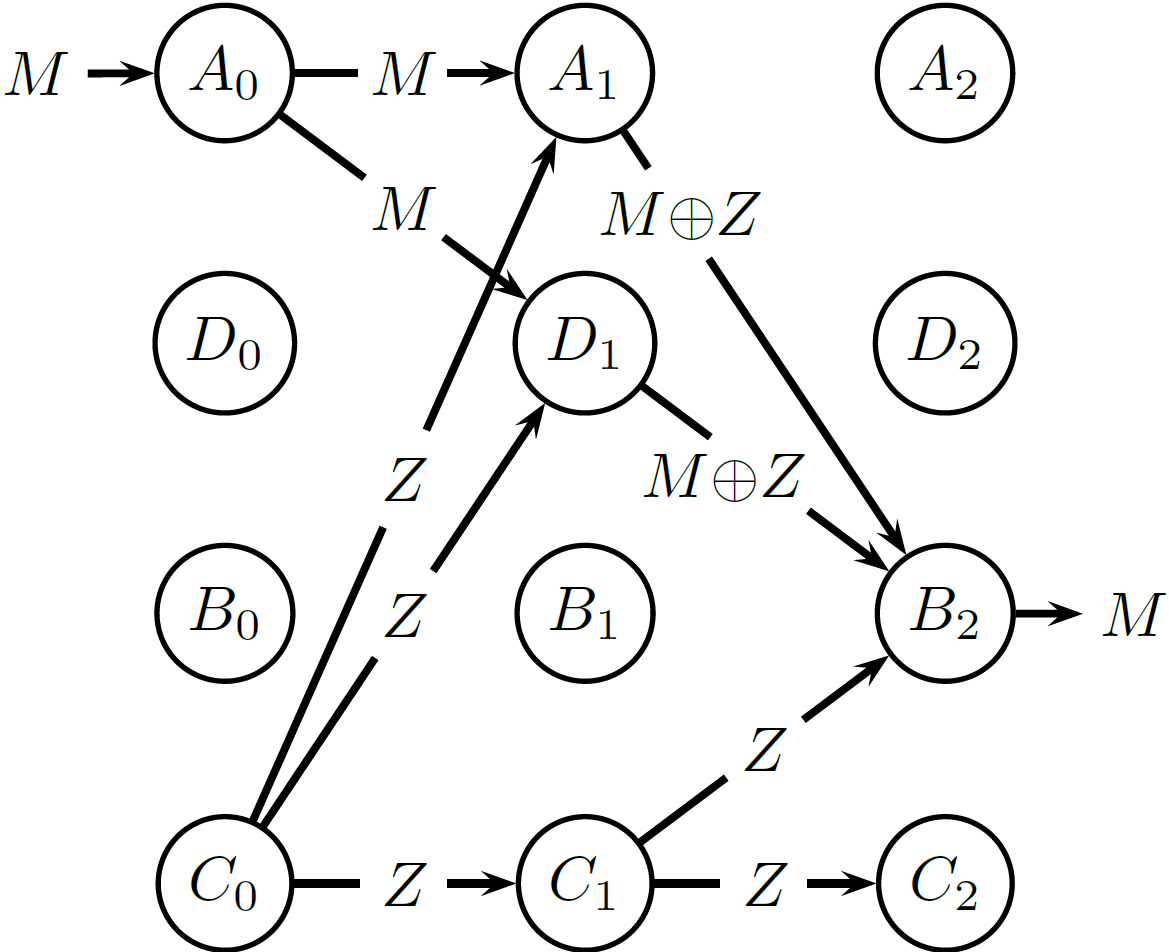 M A₀ M A₁ A₂
M M⊕Z
D₀ D₁ D₂
Z M⊕Z
B₀ Z B₁ B₂ M
Z
C₀ Z C₁ Z C₂